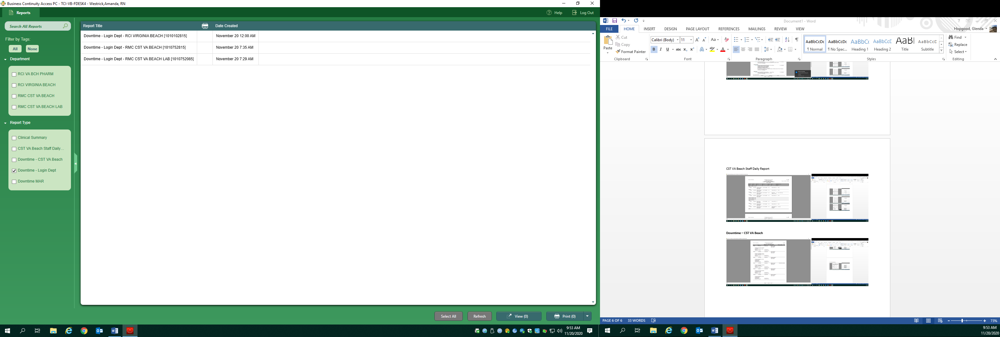 Business Continuity Access PC - TCI-VB-FDESK4 - Westrick,Amanda, RN
Reports
Help
Log Out
Search All Reports
Filter by Tags:
All
None
Department
RCI VA BCH PHARM
RCI VIRGINIA BEACH
RMC CST VA BEACH
RMC CST VA BEACH LAB
Report Type
Clinical Summary
CST VA Beach Staff Daily...
Downtime - CST VA Beach
Downtime - Login Dept
Downtime MAR
Report Title
Date Created
Downtime - Login Dept - RCI VIRGINIA BEACH [1010102815]
November 20 12:00 AM
Downtime - Login Dept - RMC CST VA BEACH [1010752815]
November 20 7:35 AM
Downtime - Login Dept - RMC CST VA BEACH LAB [1010752085]
November 20 7:29 AM
Select All
Refresh
View (0)
Print (0)
9:53 AM
11/20/2020
Document1 - Word
FILE HOME INSERT DESIGN PAGE LAYOUT REFERENCES MAILINGS REVIEW VIEW
Hopgood, Glenda
Paste
Cut
Copy
Format Painter
Clipboard
Calibri (Body) 11
Font
Paragraph
AaBbCcDc AaBbCcDc AaBbCc AaBbCcE AaBl AaBbCcD
¶ Normal ¶ No Spac... Heading 1 Heading 2 Title Subtitle
Styles
Find
Replace
Select
Editing
CST VA Beach Staff Daily Report
Downtime – CST VA Beach
PAGE 6 OF 6 33 WORDS
73%
9:53 AM
11/20/2020